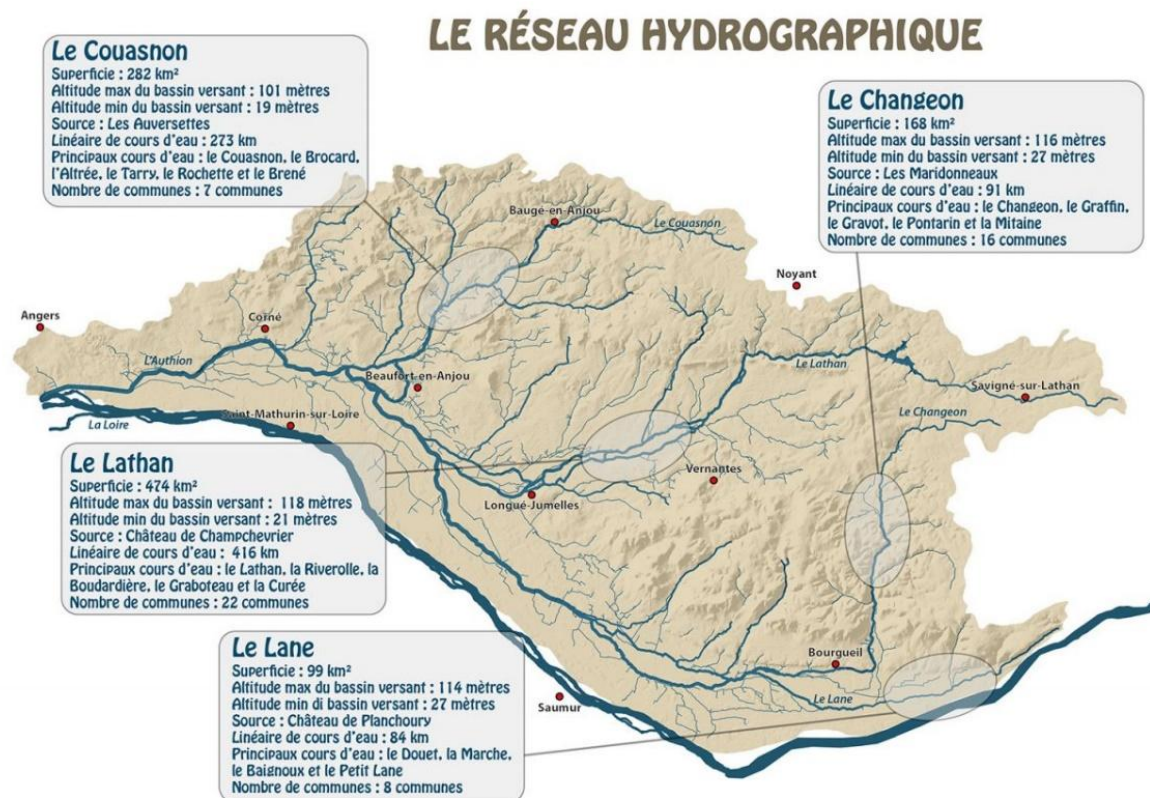 LE RÉSEAU HYDROGRAPHIQUE
Le Couasnon
Superficie : 282 km²
Altitude max du bassin versant : 101 mètres
Altitude min du bassin versant : 19 mètres
Source : Les Auversettes
Linéaire de cours d'eau : 273 km
Principaux cours d'eau : le Couasnon, le Brocard,
l'Altrée, le Tarry, le Rochette et le Brené
Nombre de communes : 7 communes
Le Changeon
Superficie : 168 km²
Altitude max du bassin versant : 116 mètres
Altitude min du bassin versant : 27 mètres
Source : Les Maridonneaux
Linéaire de cours d'eau : 91 km
Principaux cours d'eau : le Changeon, le Graffin,
le Gravot, le Pontarin et la Mitaine
Nombre de communes : 16 communes
Baugé-en-Anjou
Le Couasnon
Noyant
Angers
Corné
L'Authion
Le Lathan
Beaufort-en-Anjou
Savigné-sur-Lathan
La Loire
Saint-Mathurin-sur-Loire
Le Changeon
Le Lathan
Superficie : 474 km²
Altitude max du bassin versant : 118 mètres
Altitude min du bassin versant : 21 mètres
Source : Château de Champchevrier
Linéaire de cours d'eau : 416 km
Principaux cours d'eau : le Lathan, la Riverolle, la
Boudardière, le Graboteau et la Curée
Nombre de communes : 22 communes
Vernantes
Longué-Jumelles
Le Lane
Superficie : 99 km²
Altitude max du bassin versant : 114 mètres
Altitude min di bassin versant : 27 mètres
Source : Château de Planchoury
Linéaire de cours d'eau : 84 km
Principaux cours d'eau : le Douet, la Marche,
le Baignoux et le Petit Lane
Nombre de communes : 8 communes
Bourgueil
Le Lane
Saumur